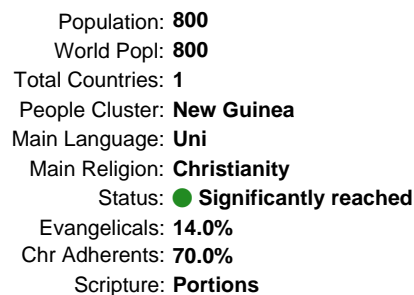 Population: 800
World Popl: 800
Total Countries: 1
People Cluster: New Guinea
Main Language: Uni
Main Religion: Christianity
Status: Significantly reached
Evangelicals: 14.0%
Chr Adherents: 70.0%
Scripture: Portions